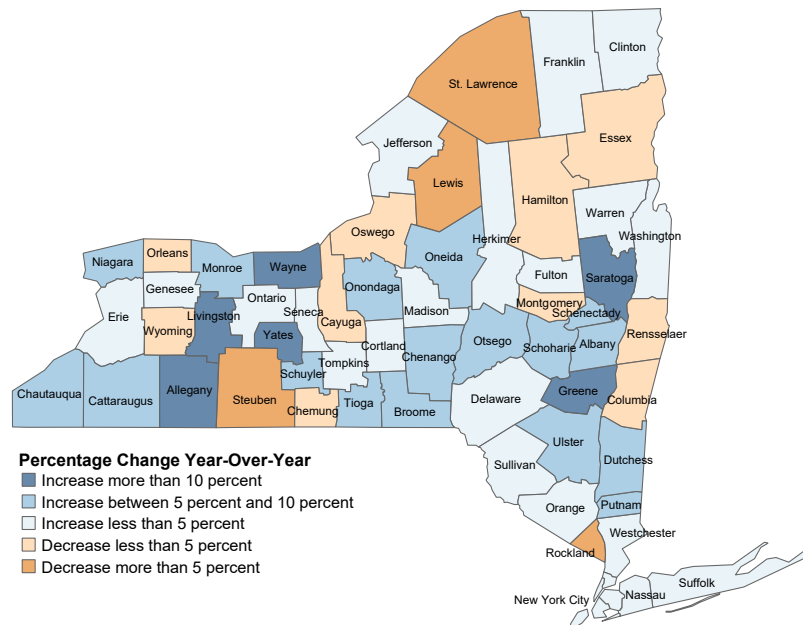 Clinton
Franklin
St. Lawrence
Essex
Jefferson
Lewis
Hamilton
Warren
Oswego
Washington
Herkimer
Oneida
Orleans
Niagara
Monroe
Wayne
Fulton
Saratoga
Genesee
Onondaga
Ontario
Montgomery
Madison
Seneca
Schenectady
Livingston
Erie
Cayuga
Wyoming
Rensselaer
Yates
Otsego
Albany
Cortland
Schoharie
Chenango
Tompkins
Schuyler
Allegany
Chautauqua
Cattaraugus
Steuben
Greene
Delaware
Columbia
Tioga
Chemung
Broome
Ulster
Percentage Change Year-Over-Year
Dutchess
Sullivan
Increase more than 10 percent
Increase between 5 percent and 10 percent
Putnam
Orange
Increase less than 5 percent
Westchester
Decrease less than 5 percent
Rockland
Decrease more than 5 percent
Suffolk
Nassau
New York City